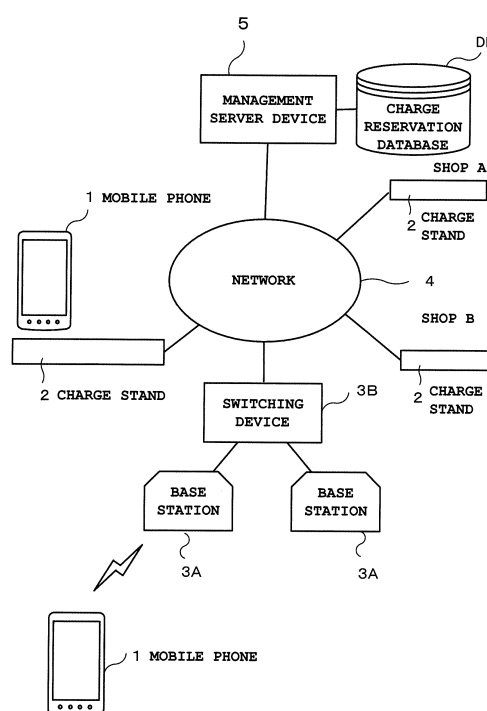 5
MANAGEMENT
SERVER DEVICE
CHARGE
RESERVATION
DATABASE
SHOP A
1 MOBILE PHONE
2 CHARGE
STAND
NETWORK
4
SHOP B
2 CHARGE STAND
2 CHARGE
STAND
SWITCHING
DEVICE
3B
BASE
STATION
BASE
STATION
3A
3A
1 MOBILE PHONE